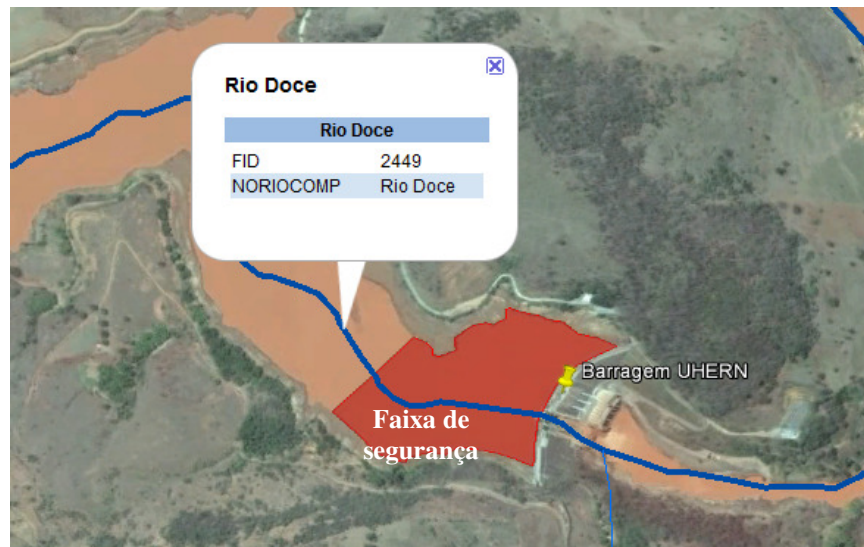 Rio Doce
Rio Doce
FID 2449
NORIOCOMP Rio Doce
Barragem UHERN
Faixa de
segurança